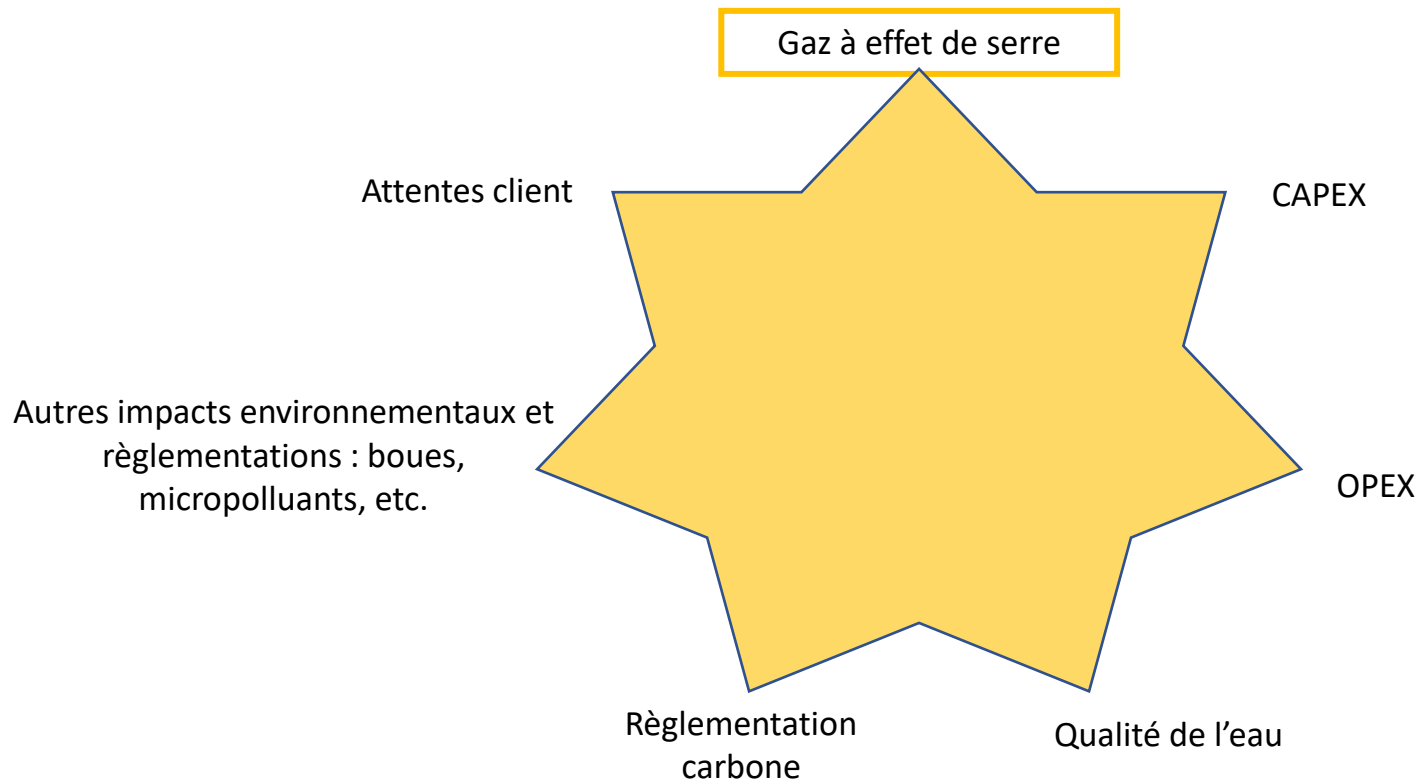 Gaz à effet de serre
Attentes client
CAPEX
Autres impacts environnementaux et
règlementations : boues,
micropolluants, etc.
OPEX
Règlementation
carbone
Qualité de l’eau